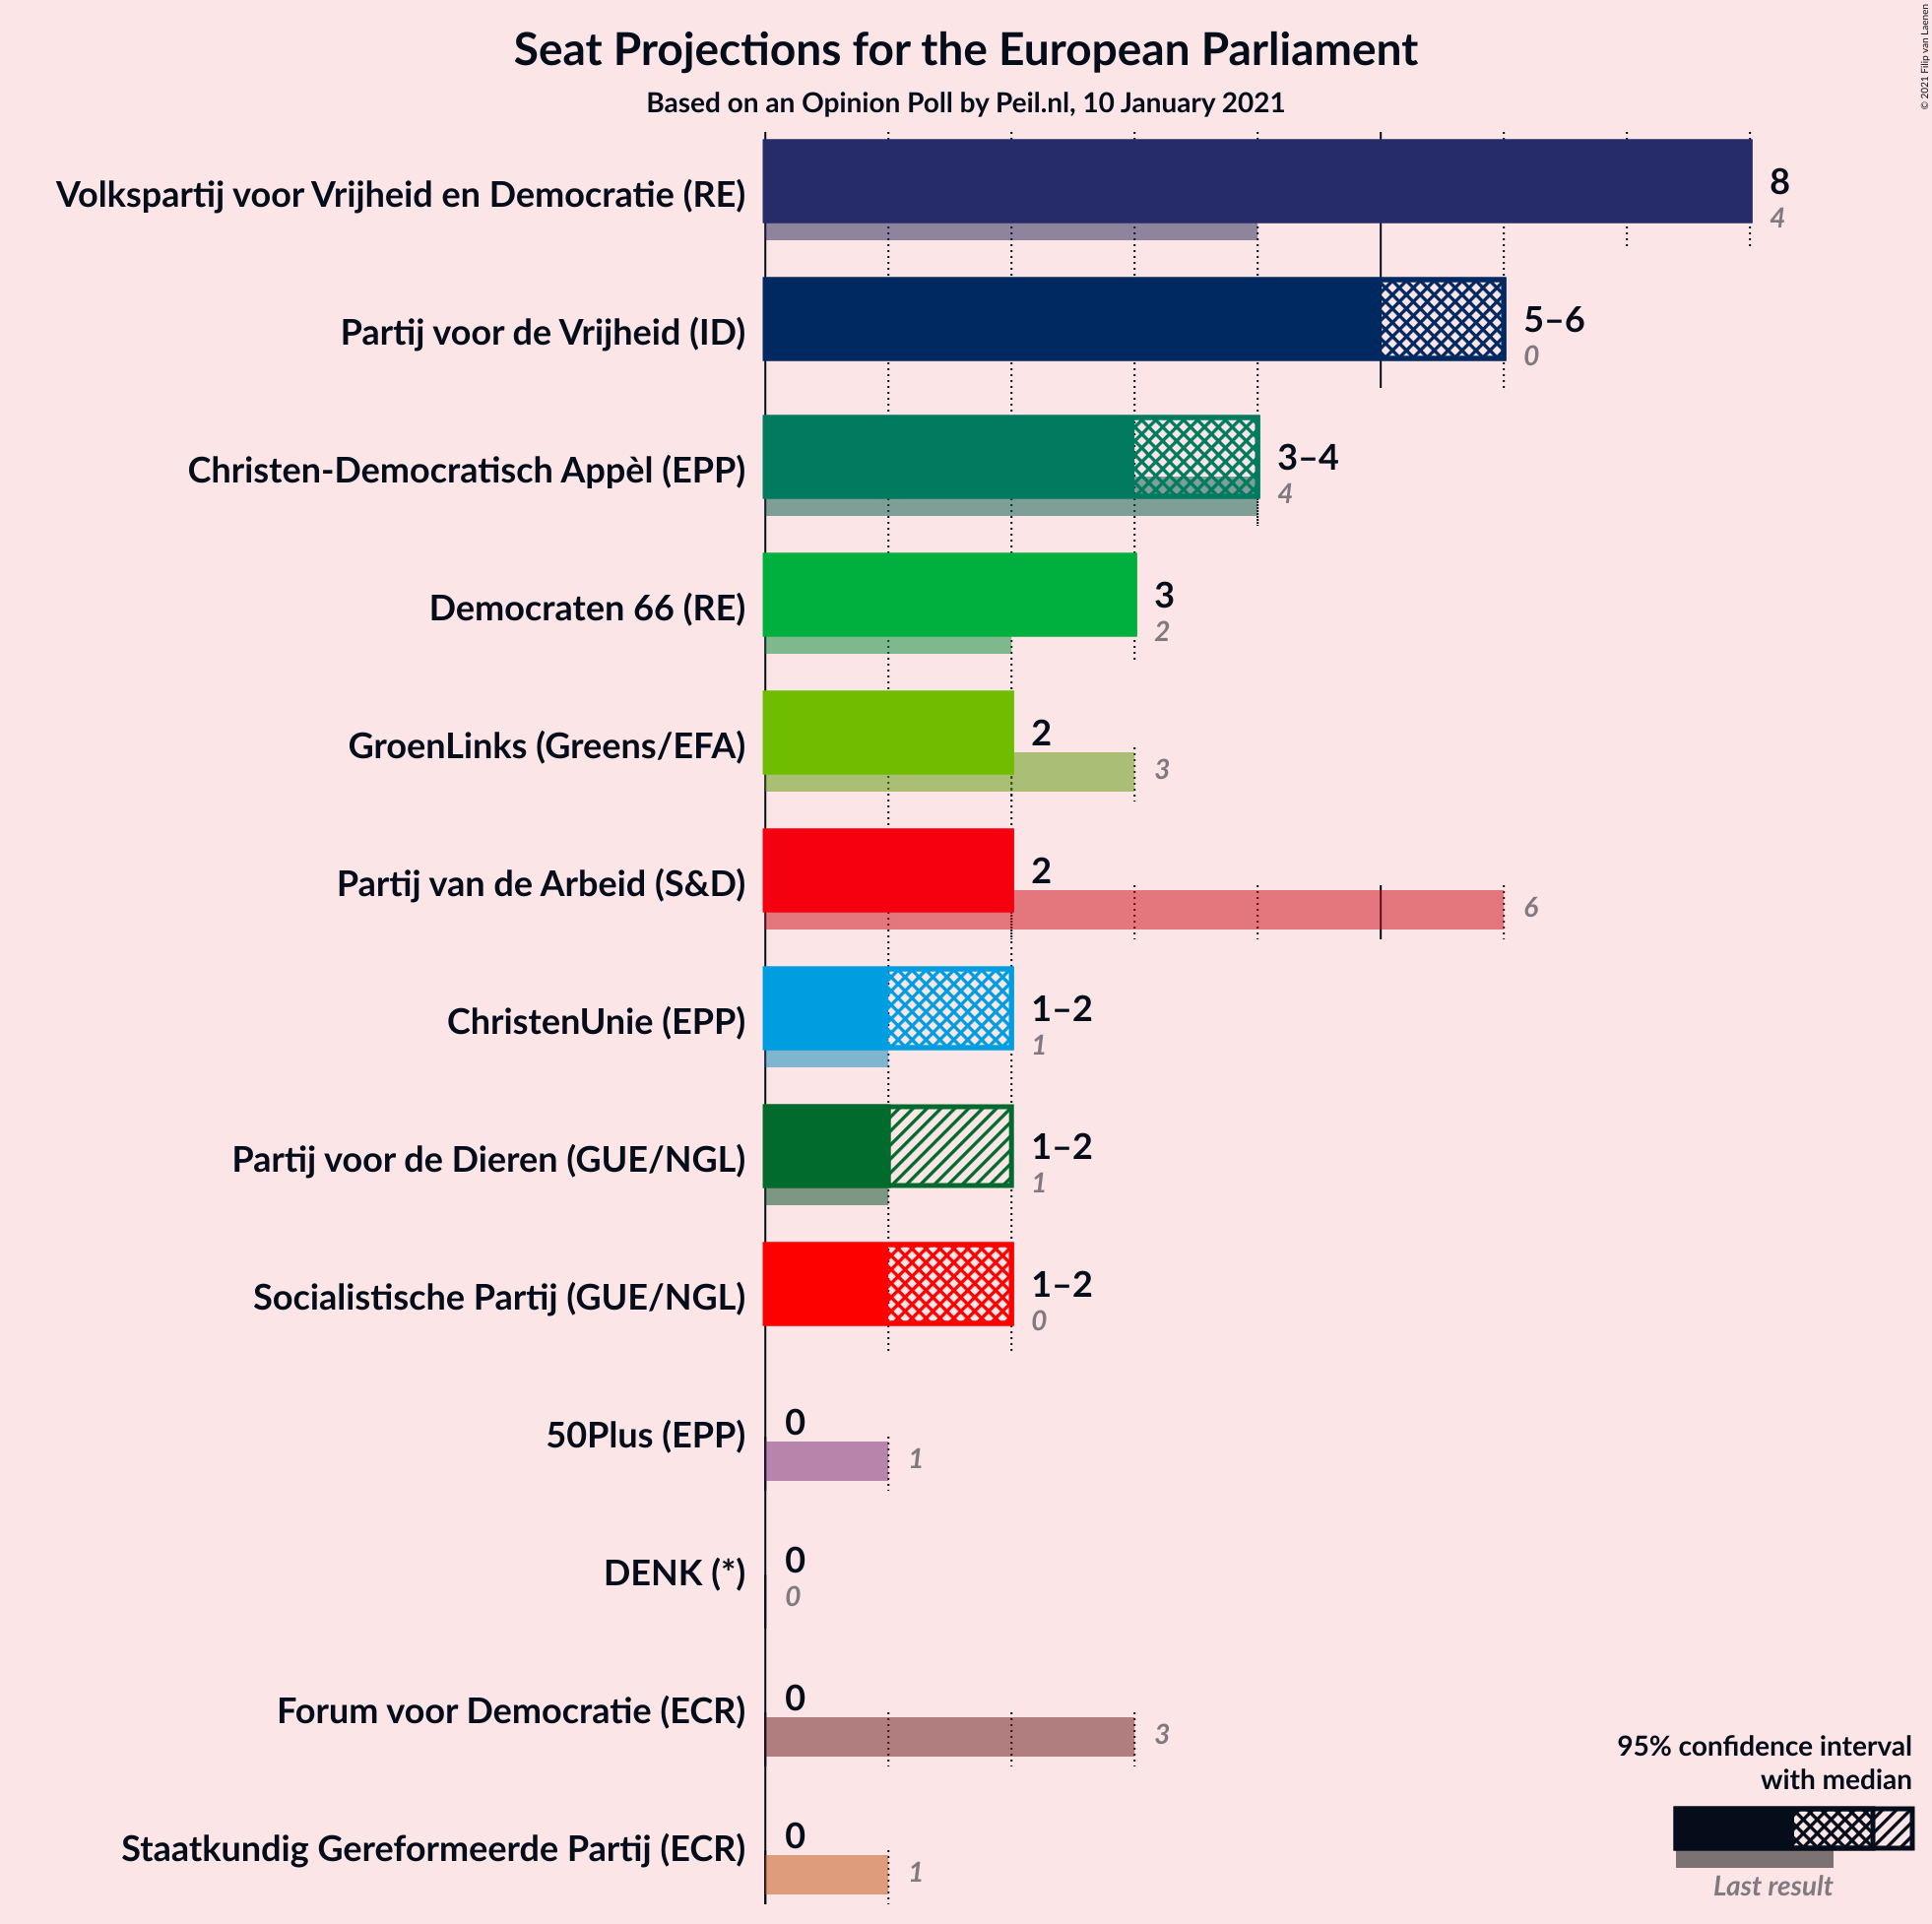 Seat Projections for the European Parliament
Based on an Opinion Poll by Peil.nl, 10 January 2021
© 2021 Filip van Laenen
Volkspartij voor Vrijheid en Democratie (RE)
8
4
Partij voor de Vrijheid (ID)
5–6
0
Christen-Democratisch Appèl (EPP)
3–4
4
Democraten 66 (RE)
3
2
GroenLinks (Greens/EFA)
2
3
Partij van de Arbeid (S&D)
2
6
ChristenUnie (EPP)
1–2
1
Partij voor de Dieren (GUE/NGL)
1–2
1
Socialistische Partij (GUE/NGL)
1–2
0
50Plus (EPP)
0
1
DENK (*)
0
0
Forum voor Democratie (ECR)
0
3
Staatkundig Gereformeerde Partij (ECR)
0
1
95% confidence interval
with median
Last result